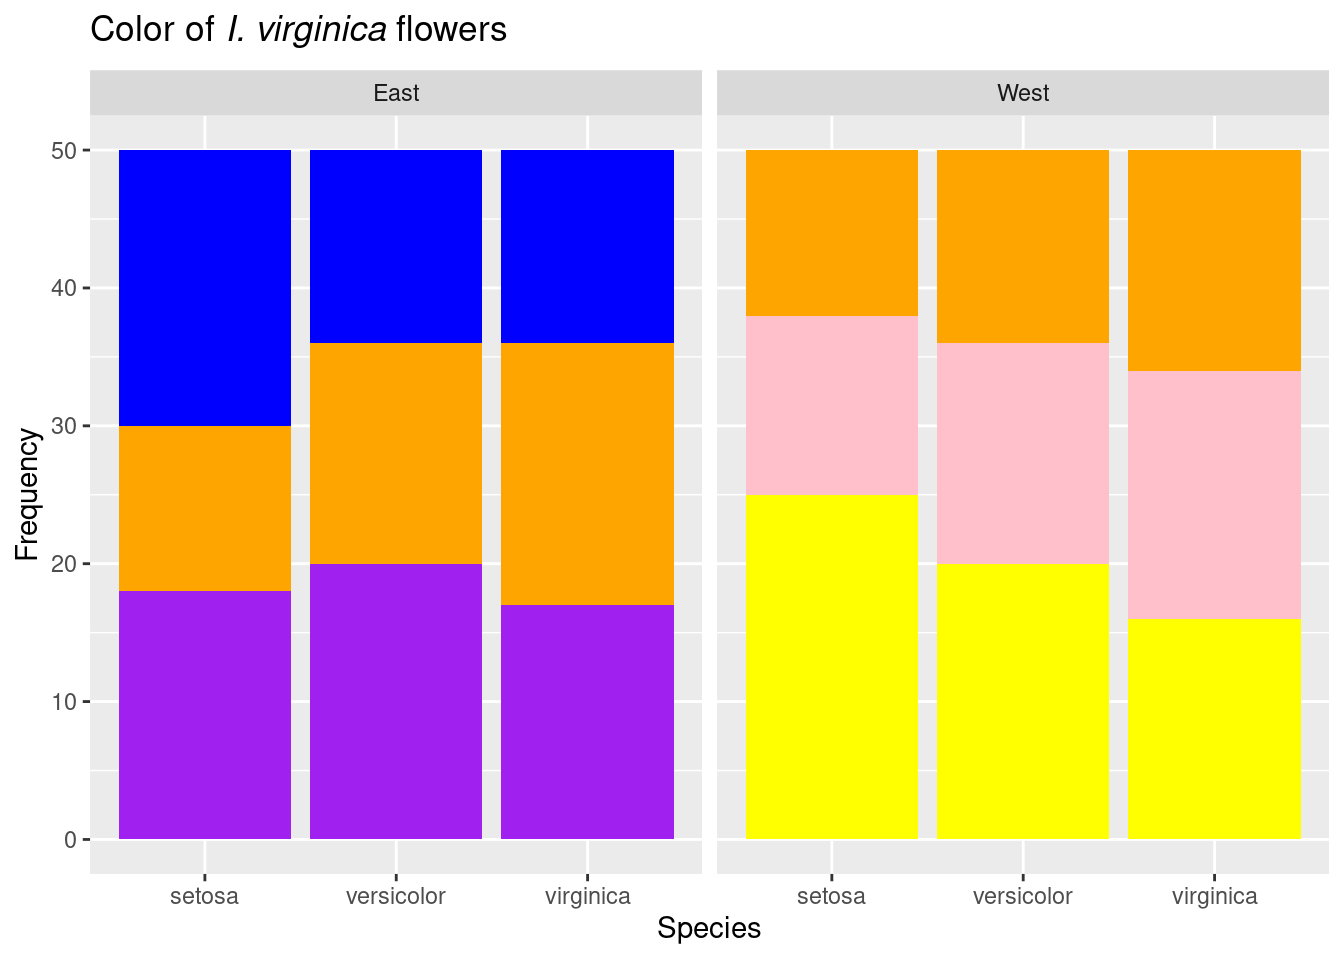 Color of I. virginica flowers
East West
50
40
30
20
10
0
Frequency
setosa versicolor virginica setosa versicolor virginica
Species